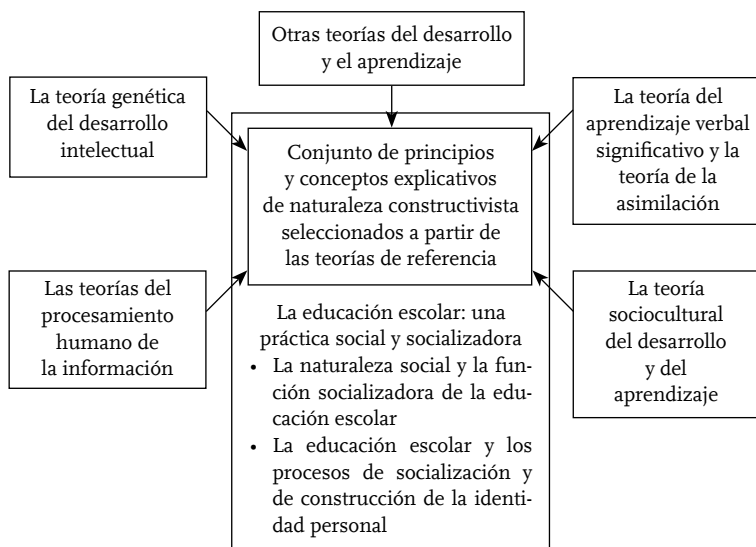 Otras teorías del desarrollo
y el aprendizaje
La teoría genética
del desarrollo
intelectual
La teoría del
aprendizaje verbal
significativo y la
teoría de la
asimilación
Conjunto de principios
y conceptos explicativos
de naturaleza constructivista
seleccionados a partir de
las teorías de referencia
Las teorías del
procesamiento
humano de
la información
La teoría
sociocultural
del desarrollo
y del
aprendizaje
La educación escolar: una
práctica social y socializadora
• La naturaleza social y la fun-
ción socializadora de la edu-
cación escolar
• La educación escolar y los
procesos de socialización y
de construcción de la identi-
dad personal